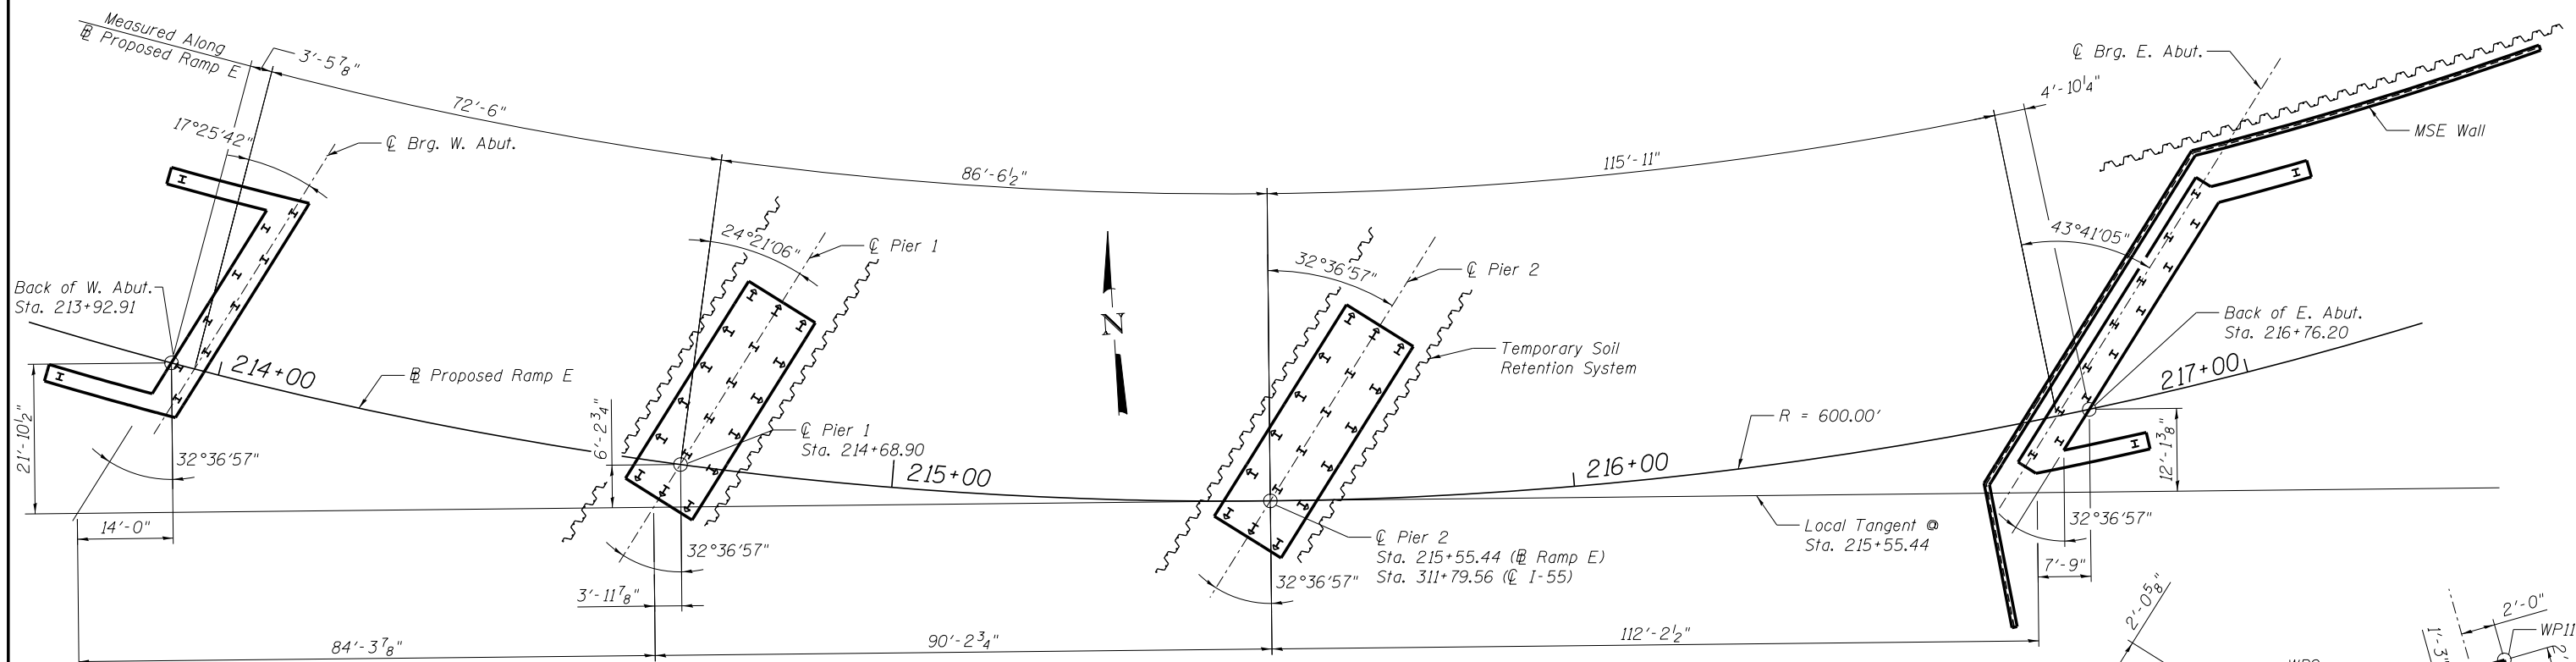 Measured Along
℄ Brg. E. Abut.
B Proposed Ramp E
3'-5⅞"
4'-10¼"
72'-6"
17°25'42"
MSE Wall
℄ Brg. W. Abut.
115'-11"
86'-6½"
24°21'06"
43°41'05"
℄ Pier 1
32°36'57"
℄ Pier 2
Back of W. Abut.
Sta. 213+92.91
Back of E. Abut.
Sta. 216+76.20
N
Temporary Soil
Retention System
214+00
B Proposed Ramp E
217+00
6'-2¾"
R = 600.00'
21'-10½"
℄ Pier 1
Sta. 214+68.90
32°36'57"
215+00
216+00
12'-1⅜"
14'-0"
32°36'57"
℄ Pier 2
Sta. 215+55.44 (B Ramp E)
Sta. 311+79.56 (℄ I-55)
32°36'57"
Local Tangent @
Sta. 215+55.44
32°36'57"
7'-9"
3'-11⅞"
2'-0⅝"
2'-0"
WP11
1'-3"
84'-3⅞"
90'-2¾"
112'-2½"